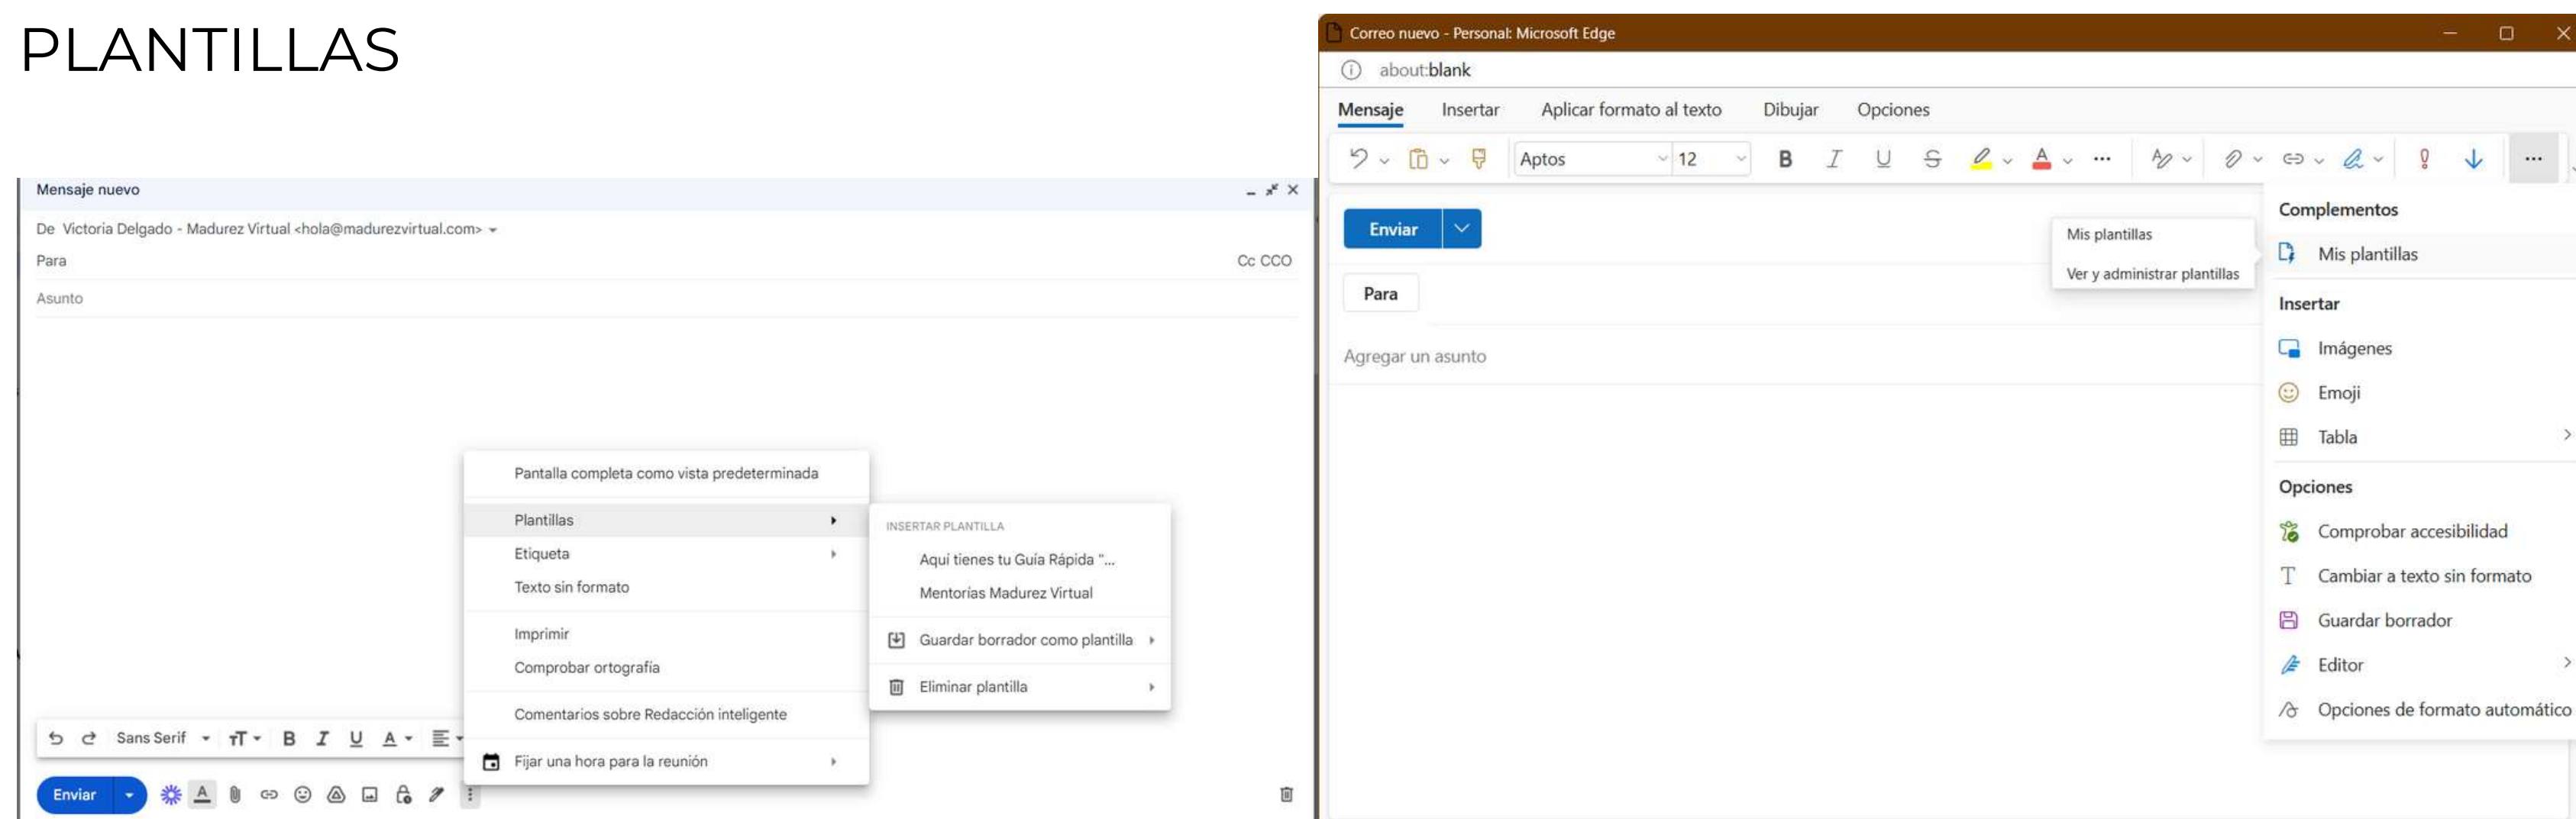 PLANTILLAS
Mensaje nuevo
De Victoria Delgado - Madurez Virtual <hola@madurezvirtual.com>
Para
Cc CCO
Asunto
Pantalla completa como vista predeterminada
Plantillas
Etiqueta
Texto sin formato
Imprimir
Comprobar ortografía
Comentarios sobre Redacción inteligente
Fijar una hora para la reunión
INSERTAR PLANTILLA
Aquí tienes tu Guía Rápida "...
Mentorías Madurez Virtual
Guardar borrador como plantilla
Eliminar plantilla
Sans Serif
Enviar
Correo nuevo - Personal: Microsoft Edge
about:blank
Mensaje Insertar Aplicar formato al texto Dibujar Opciones
Aptos 12
Enviar
Para
Agregar un asunto
Mis plantillas
Ver y administrar plantillas
Complementos
Mis plantillas
Insertar
Imágenes
Emoji
Tabla
Opciones
Comprobar accesibilidad
Cambiar a texto sin formato
Guardar borrador
Editor
Opciones de formato automático